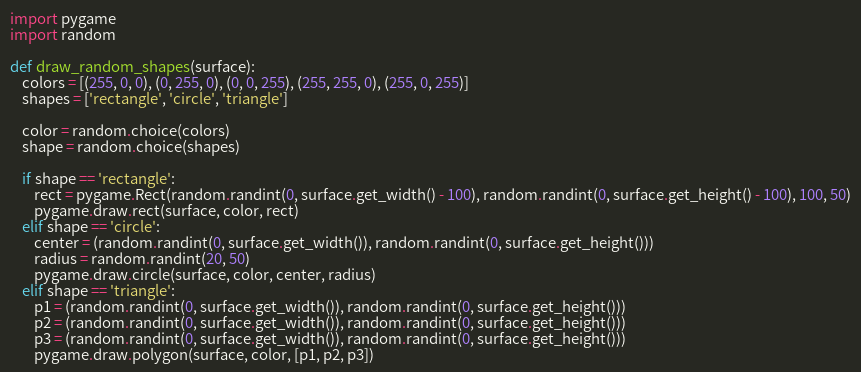 import pygame
import random

def draw_random_shapes(surface):
    colors = [(255, 0, 0), (0, 255, 0), (0, 0, 255), (255, 255, 0), (255, 0, 255)]
    shapes = ['rectangle', 'circle', 'triangle']

    color = random.choice(colors)
    shape = random.choice(shapes)

    if shape == 'rectangle':
        rect = pygame.Rect(random.randint(0, surface.get_width() - 100), random.randint(0, surface.get_height() - 100), 100, 50)
        pygame.draw.rect(surface, color, rect)
    elif shape == 'circle':
        center = (random.randint(0, surface.get_width()), random.randint(0, surface.get_height()))
        radius = random.randint(20, 50)
        pygame.draw.circle(surface, color, center, radius)
    elif shape == 'triangle':
        p1 = (random.randint(0, surface.get_width()), random.randint(0, surface.get_height()))
        p2 = (random.randint(0, surface.get_width()), random.randint(0, surface.get_height()))
        p3 = (random.randint(0, surface.get_width()), random.randint(0, surface.get_height()))
        pygame.draw.polygon(surface, color, [p1, p2, p3])